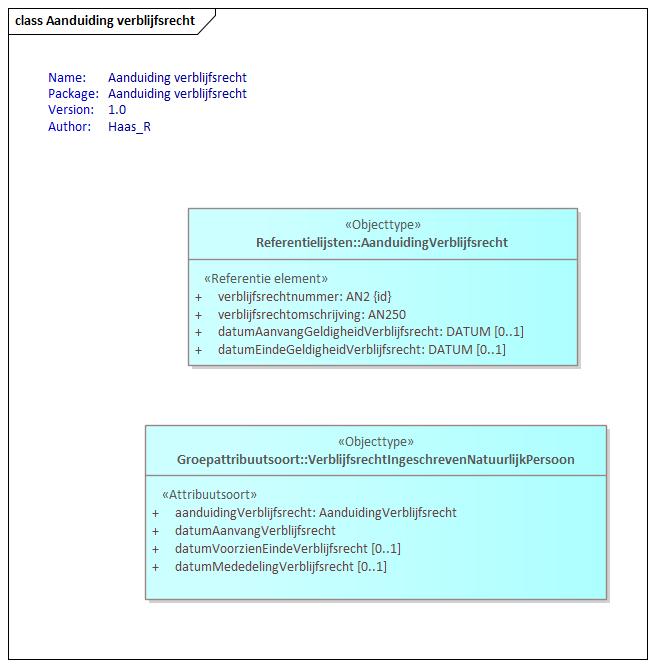 class Aanduiding verblijfsrecht
Name: Aanduiding verblijfsrecht
Package: Aanduiding verblijfsrecht
Version: 1.0
Author: Haas_R
«Objecttype»
Referentielijsten::AanduidingVerblijfsrecht
«Referentie element»
+ verblijfsrechtnummer: AN2 {id}
+ verblijfsrechtomschrijving: AN250
+ datumAanvangGeldigheidVerblijfsrecht: DATUM [0..1]
+ datumEindeGeldigheidVerblijfsrecht: DATUM [0..1]
«Objecttype»
Groepattribuutsoort::VerblijfsrechtIngeschrevenNatuurlijkPersoon
«Attribuutsoort»
+ aanduidingVerblijfsrecht: AanduidingVerblijfsrecht
+ datumAanvangVerblijfsrecht
+ datumVoorzienEindeVerblijfsrecht [0..1]
+ datumMededelingVerblijfsrecht [0..1]